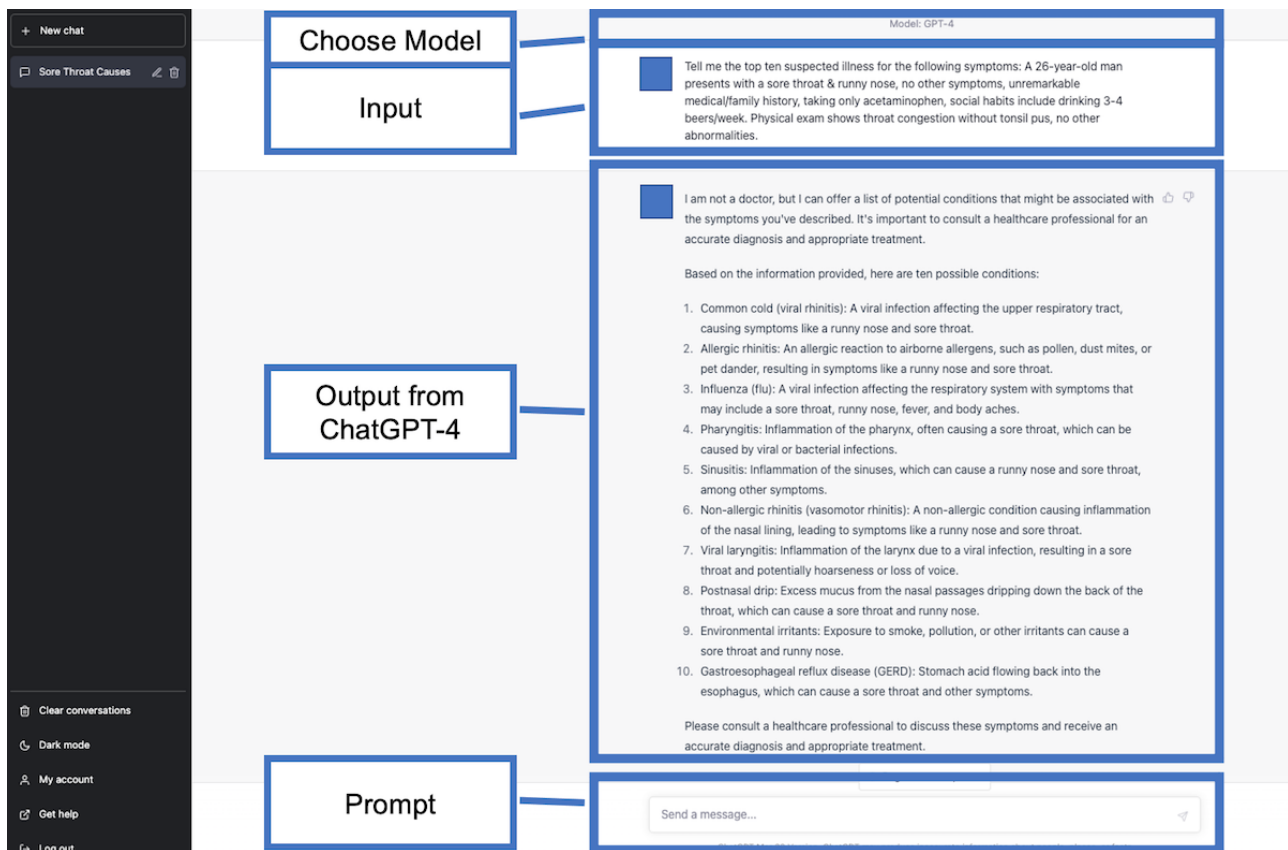 New chat
Sore Throat Causes
Clear conversations
Dark mode
My account
Get help
Log out
Choose Model
Input
Output from
ChatGPT-4
Prompt
Model: GPT-4
Tell me the top ten suspected illness for the following symptoms: A 26-year-old man
presents with a sore throat & runny nose, no other symptoms, unremarkable
medical/family history, taking only acetaminophen, social habits include drinking 3-4
beers/week. Physical exam shows throat congestion without tonsil pus, no other
abnormalities.
I am not a doctor, but I can offer a list of potential conditions that might be associated with
the symptoms you've described. It's important to consult a healthcare professional for an
accurate diagnosis and appropriate treatment.
Based on the information provided, here are ten possible conditions:
1. Common cold (viral rhinitis): A viral infection affecting the upper respiratory tract,
causing symptoms like a runny nose and sore throat.
2. Allergic rhinitis: An allergic reaction to airborne allergens, such as pollen, dust mites, or
pet dander, resulting in symptoms like a runny nose and sore throat.
3. Influenza (flu): A viral infection affecting the respiratory system with symptoms that
may include a sore throat, runny nose, fever, and body aches.
4. Pharyngitis: Inflammation of the pharynx, often causing a sore throat, which can be
caused by viral or bacterial infections.
5. Sinusitis: Inflammation of the sinuses, which can cause a runny nose and sore throat,
among other symptoms.
6. Non-allergic rhinitis (vasomotor rhinitis): A non-allergic condition causing inflammation
of the nasal lining, leading to symptoms like a runny nose and sore throat.
7. Viral laryngitis: Inflammation of the larynx due to a viral infection, resulting in a sore
throat and potentially hoarseness or loss of voice.
8. Postnasal drip: Excess mucus from the nasal passages dripping down the back of the
throat, which can cause a sore throat and runny nose.
9. Environmental irritants: Exposure to smoke, pollution, or other irritants can cause a
sore throat and runny nose.
10. Gastroesophageal reflux disease (GERD): Stomach acid flowing back into the
esophagus, which can cause a sore throat and other symptoms.
Please consult a healthcare professional to discuss these symptoms and receive an
accurate diagnosis and appropriate treatment.
Send a message...